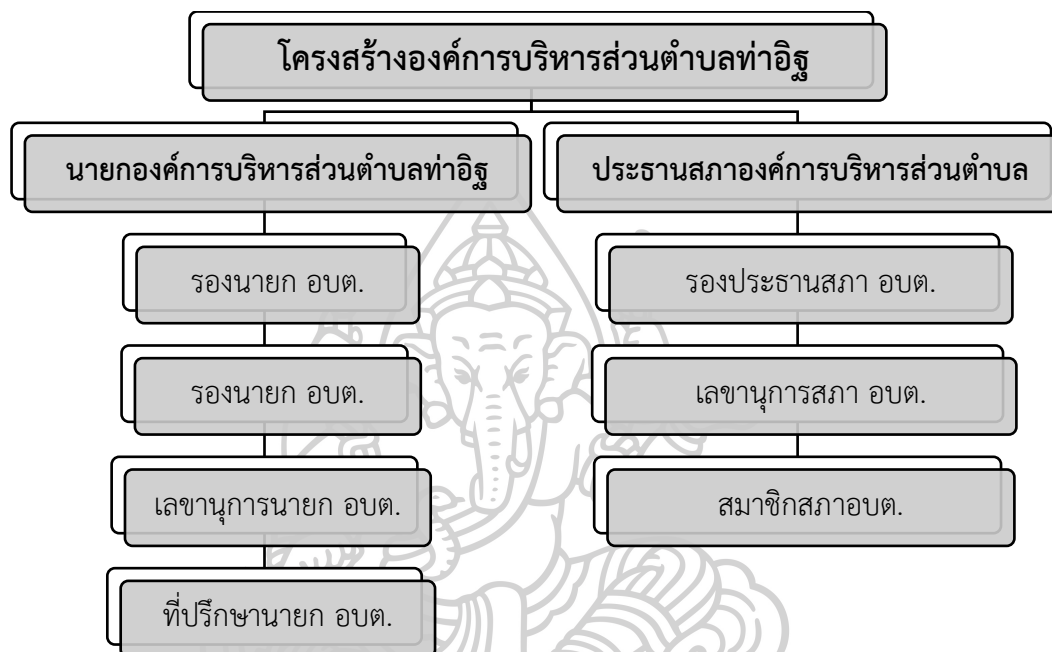 โครงสร้างองค์การบริหารส่วนตำบลท่าอิฐ
นายกองค์การบริหารส่วนตำบลท่าอิฐ
รองนายก อบต.
รองนายก อบต.
เลขานุการนายก อบต.
ที่ปรึกษานายก อบต.
ประธานสภาองค์การบริหารส่วนตำบล
รองประธานสภา อบต.
เลขานุการสภา อบต.
สมาชิกสภาอบต.